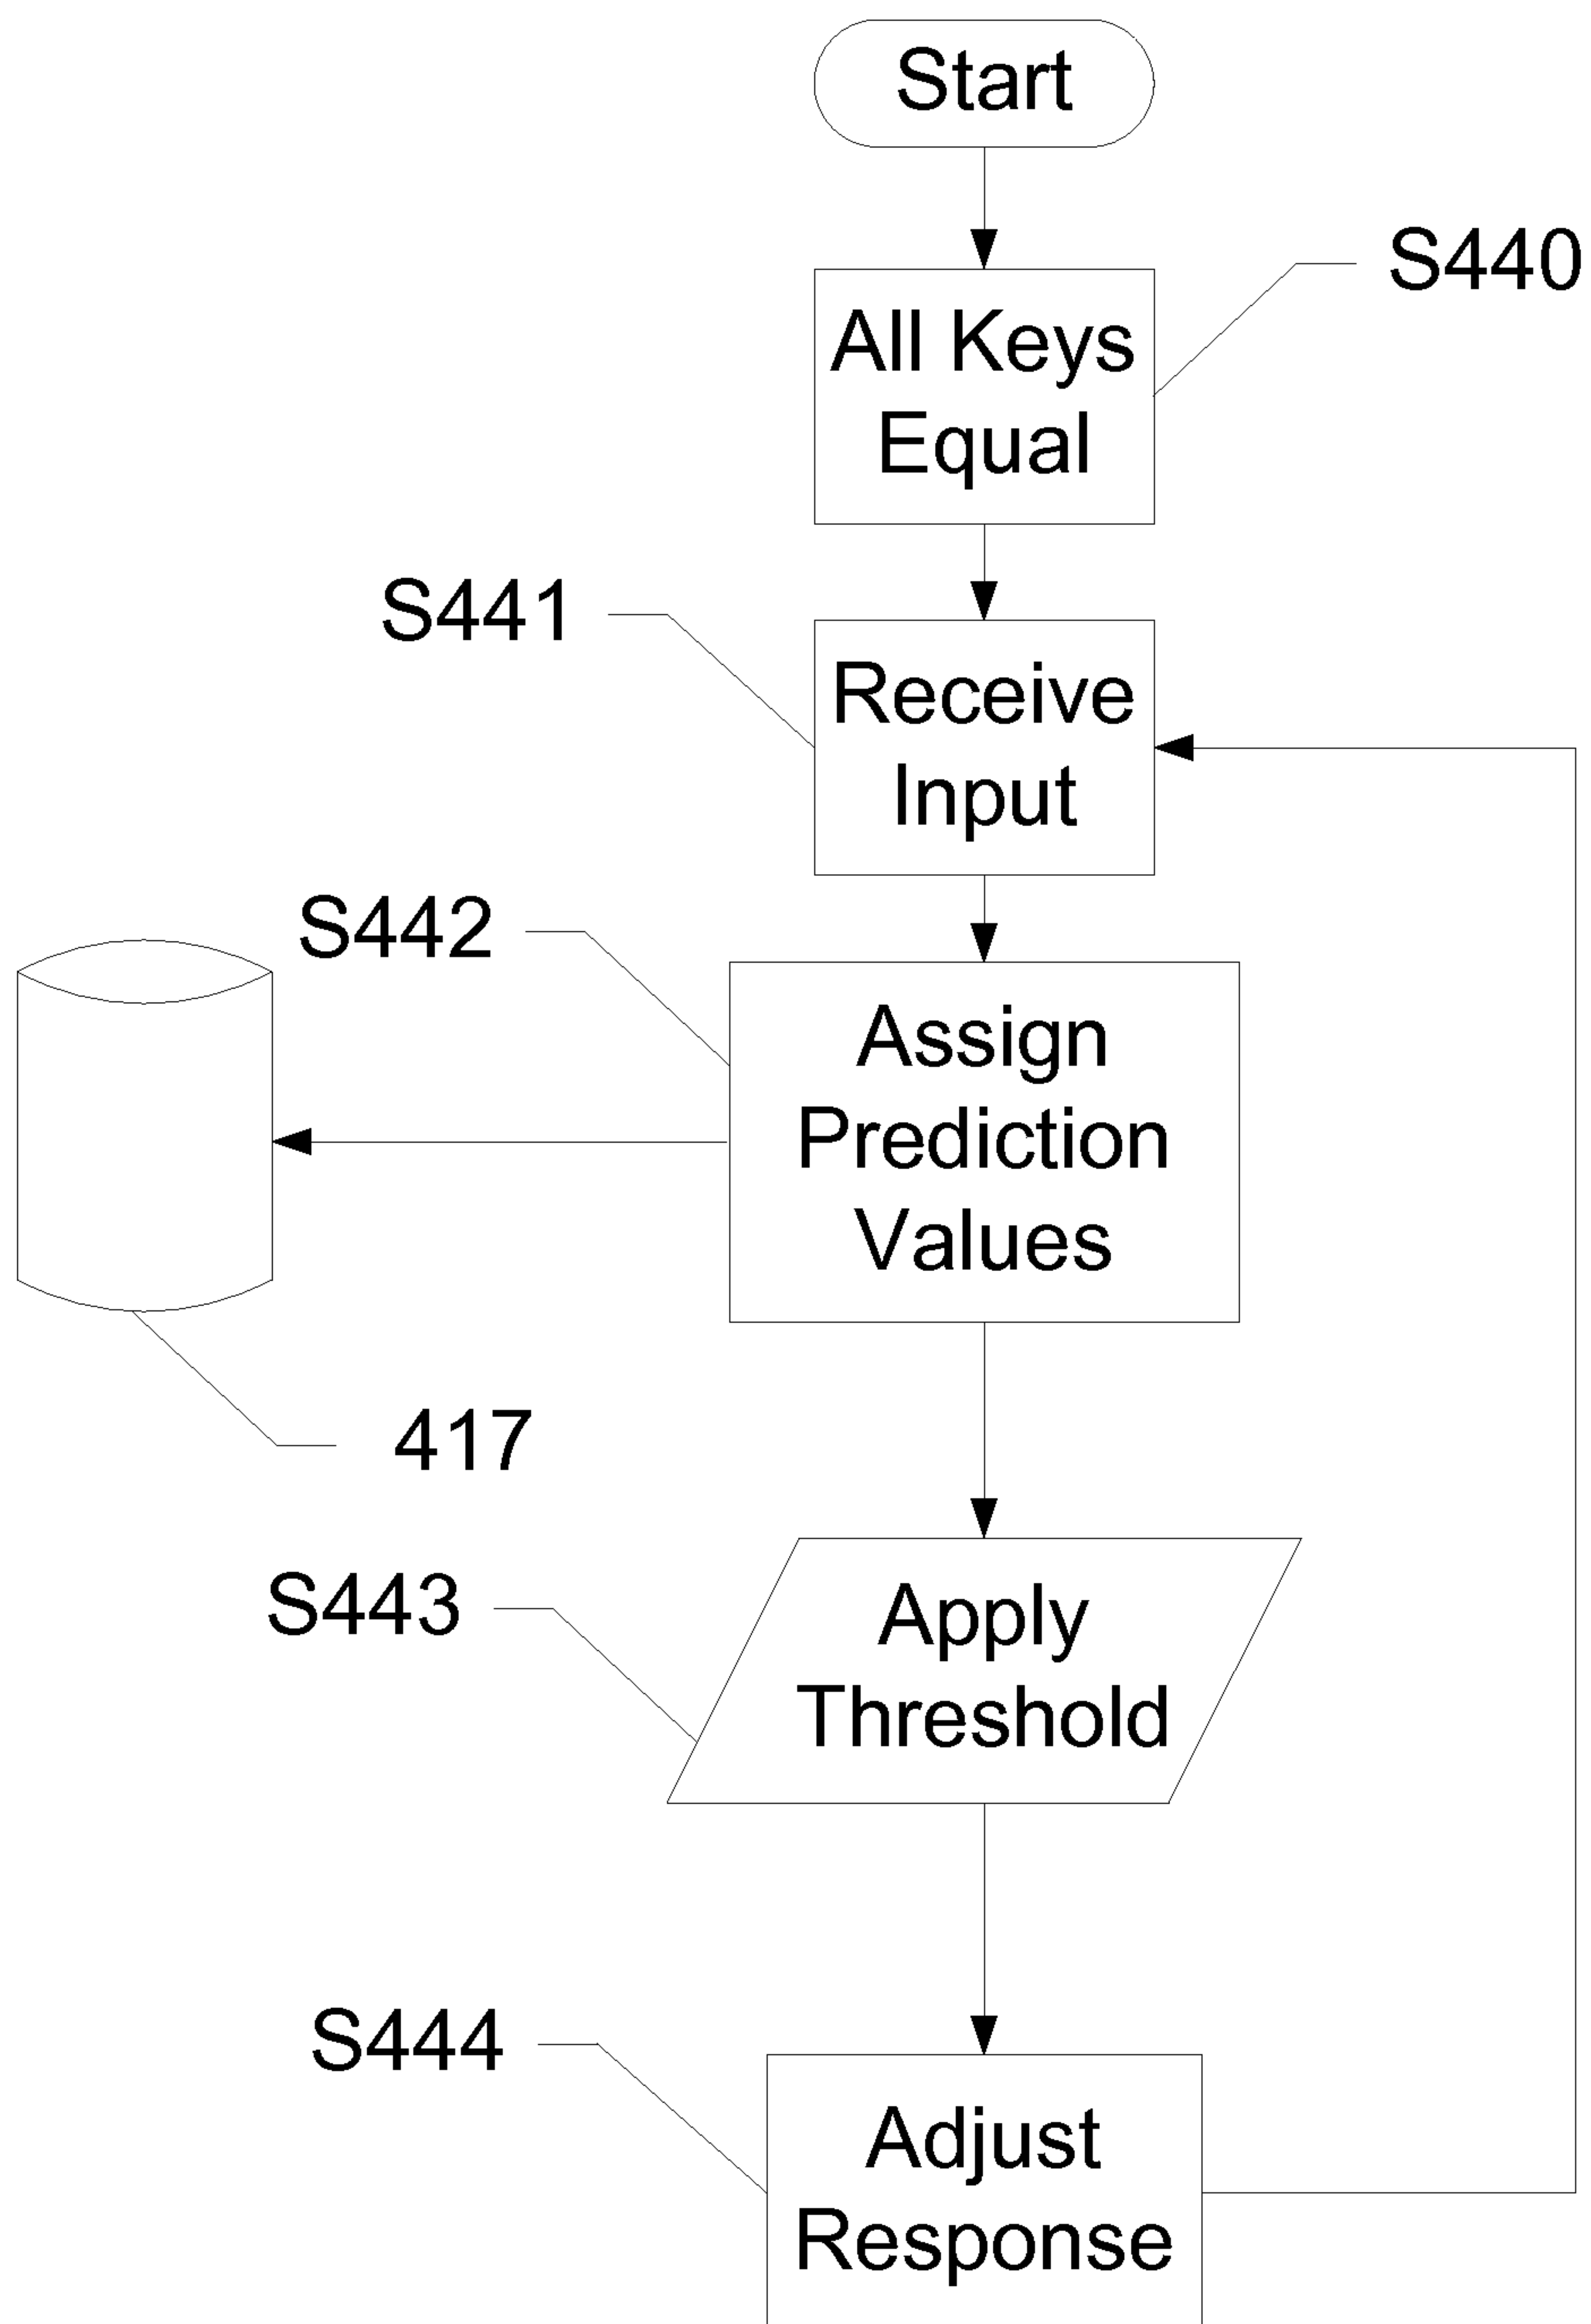 Start
S440
All Keys
Equal
S441
Receive
Input
S442
Assign
Prediction
Values
417
S443
Apply
Threshold
S444
Adjust
Response